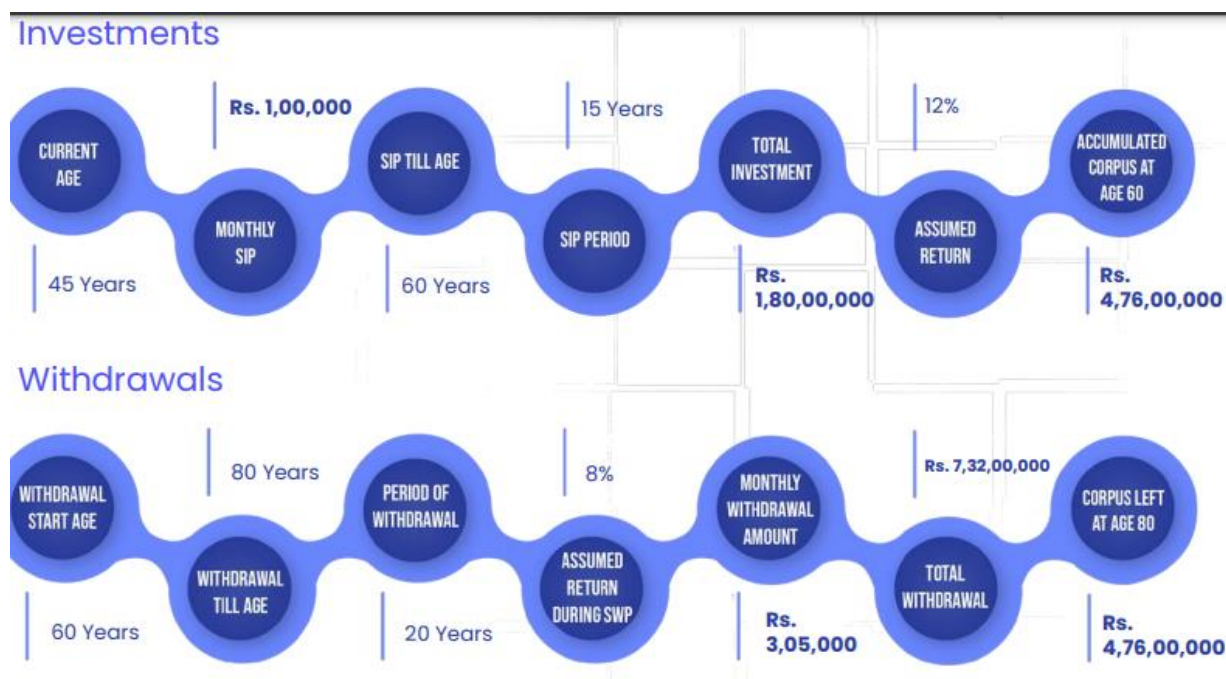 Investments
CURRENT
AGE
45 Years
Rs. 1,00,000
MONTHLY
SIP
SIP TILL AGE
60 Years
15 Years
SIP PERIOD
TOTAL
INVESTMENT
Rs.
1,80,00,000
12%
ASSUMED
RETURN
ACCUMULATED
CORPUS AT
AGE 60
Rs.
4,76,00,000
Withdrawals
WITHDRAWAL
START AGE
60 Years
80 Years
WITHDRAWAL
TILL AGE
PERIOD OF
WITHDRAWAL
20 Years
8%
ASSUMED
RETURN
DURING SWP
MONTHLY
WITHDRAWAL
AMOUNT
Rs.
3,05,000
Rs. 7,32,00,000
TOTAL
WITHDRAWAL
CORPUS LEFT
AT AGE 80
Rs.
4,76,00,000